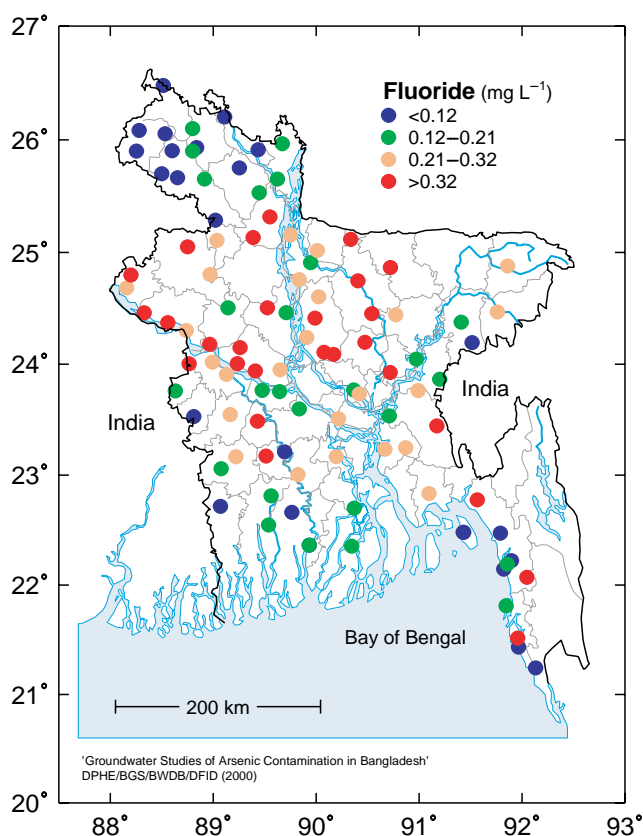 27°
26°
25°
24°
23°
22°
21°
20°
Fluoride (mg L⁻¹)
<0.12
0.12–0.21
0.21–0.32
>0.32
India
India
Bay of Bengal
200 km
'Groundwater Studies of Arsenic Contamination in Bangladesh'
DPHE/BGS/BWDB/DFID (2000)
88° 89° 90° 91° 92° 93°